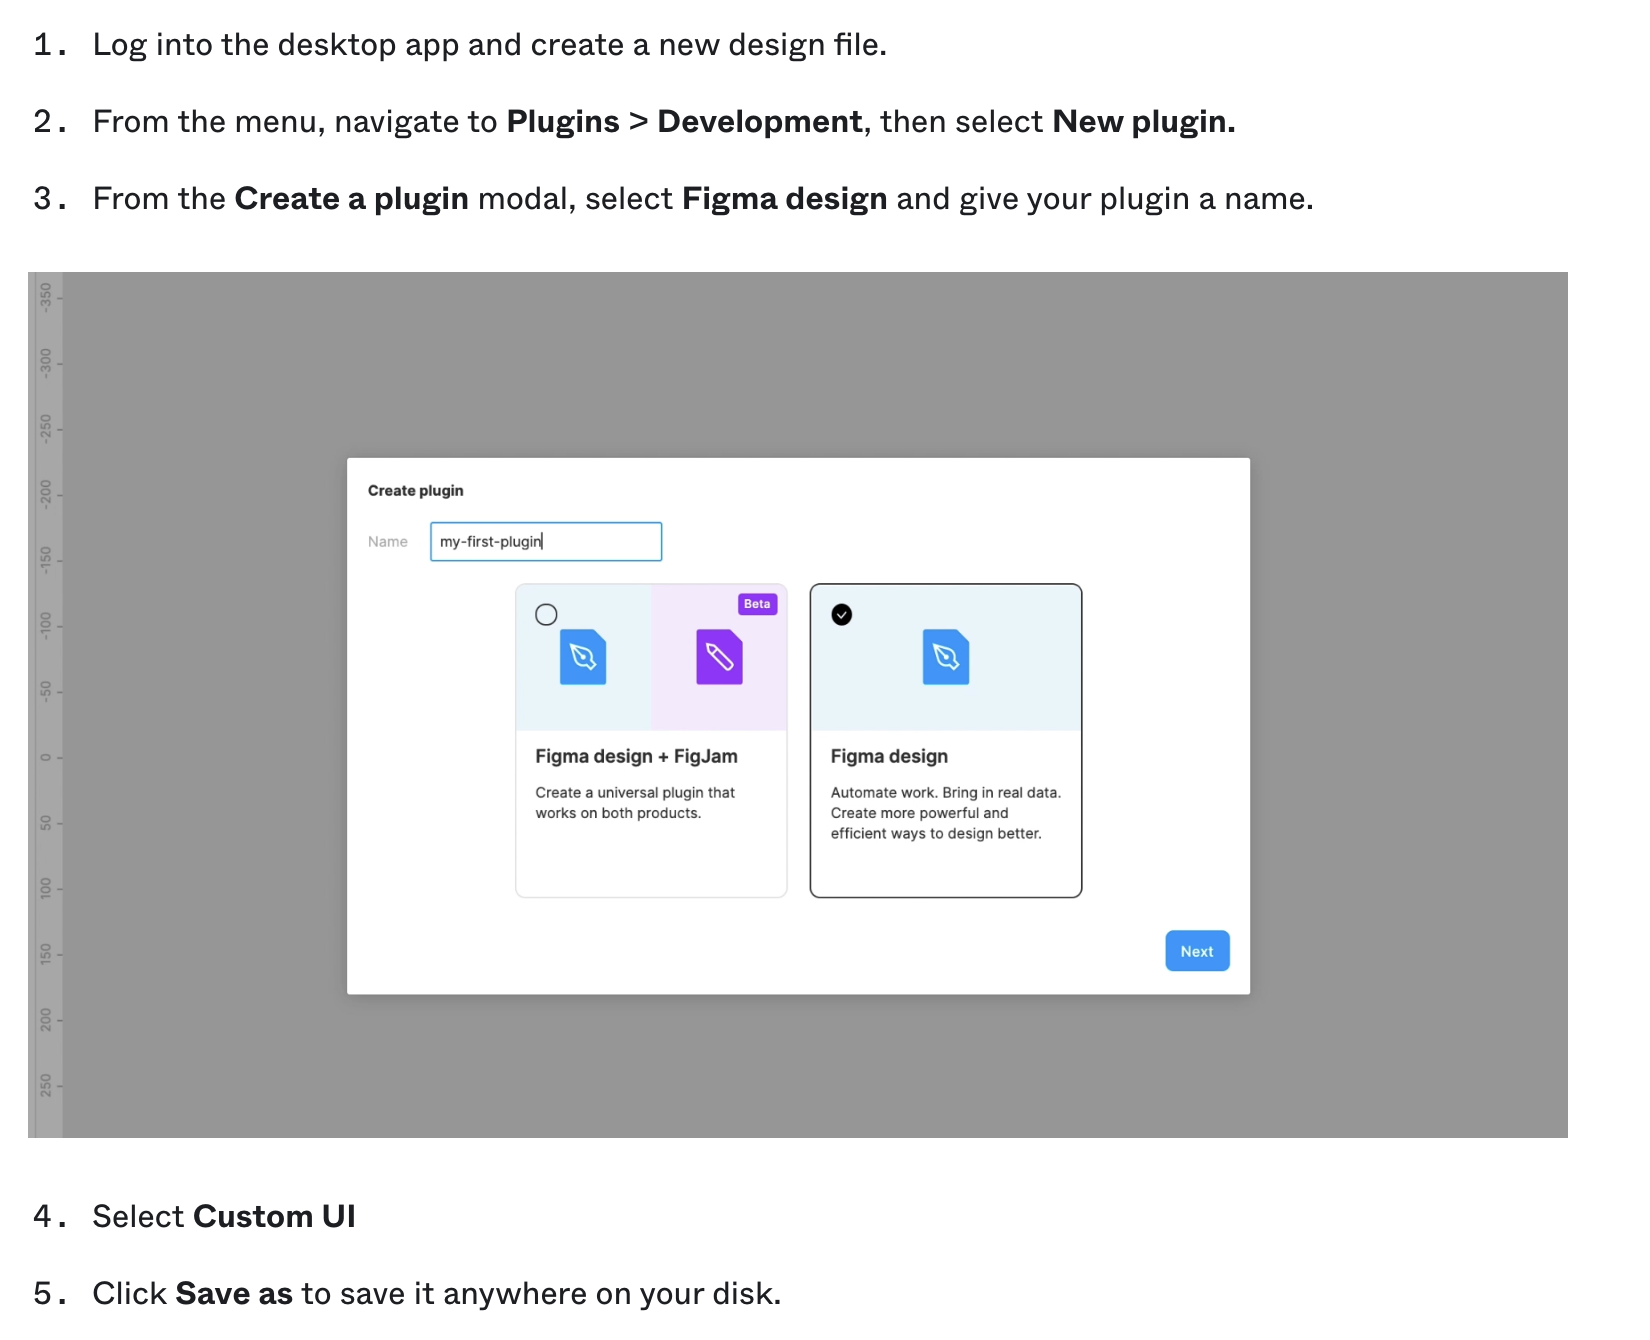 1. Log into the desktop app and create a new design file.
2. From the menu, navigate to Plugins > Development, then select New plugin.
3. From the Create a plugin modal, select Figma design and give your plugin a name.
-350
-300
-250
-200
-150
-100
-50
0
50
100
150
200
250
Create plugin
Name my-first-plugin
Beta
Figma design + FigJam
Create a universal plugin that
works on both products.
Figma design
Automate work. Bring in real data.
Create more powerful and
efficient ways to design better.
Next
4. Select Custom UI
5. Click Save as to save it anywhere on your disk.